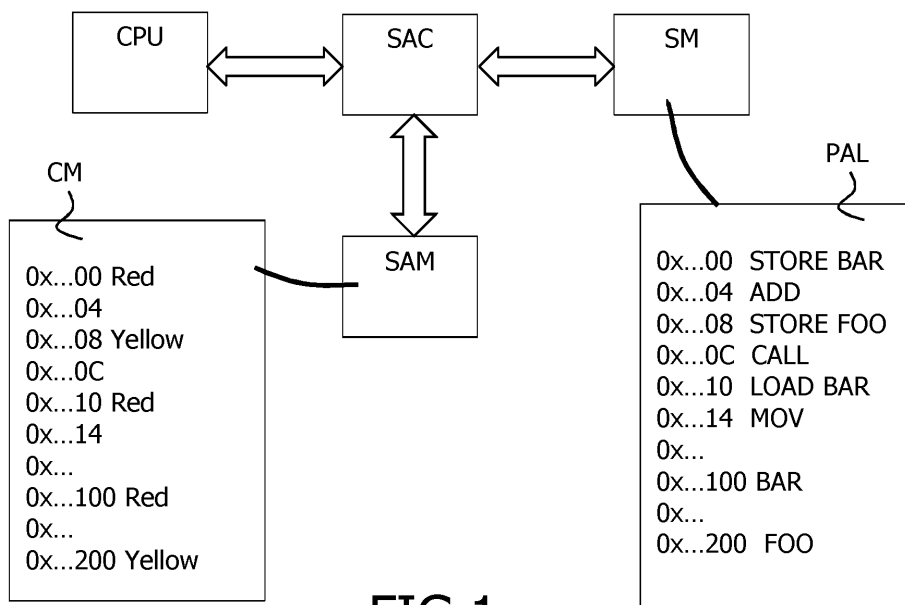 CPU
SAC
SM
CM
PAL
SAM
0x...00 Red
0x...04
0x...08 Yellow
0x...0C
0x...10 Red
0x...14
0x...
0x...100 Red
0x...
0x...200 Yellow
0x...00 STORE BAR
0x...04 ADD
0x...08 STORE FOO
0x...0C CALL
0x...10 LOAD BAR
0x...14 MOV
0x...
0x...100 BAR
0x...
0x...200 FOO
FIG 1